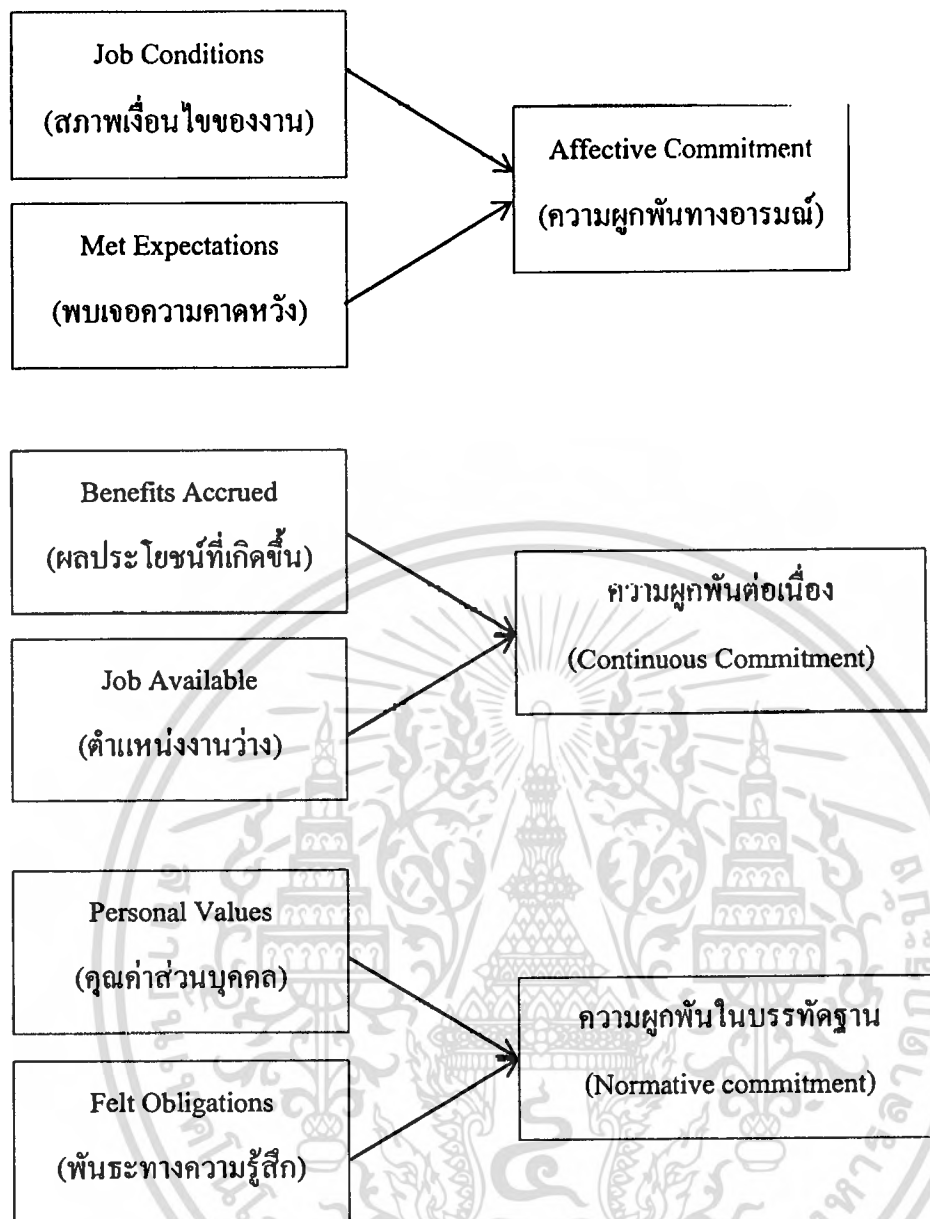 Job Conditions
(สภาพเงื่อนไขของงาน)
Met Expectations
(พบเจอความคาดหวัง)
Affective Commitment
(ความผูกพันทางอารมณ์)
Benefits Accrued
(ผลประโยชน์ที่เกิดขึ้น)
Job Available
(ตำแหน่งงานว่าง)
ความผูกพันต่อเนื่อง
(Continuous Commitment)
Personal Values
(คุณค่าส่วนบุคคล)
Felt Obligations
(พันธะทางความรู้สึก)
ความผูกพันในบรรทัดฐาน
(Normative commitment)